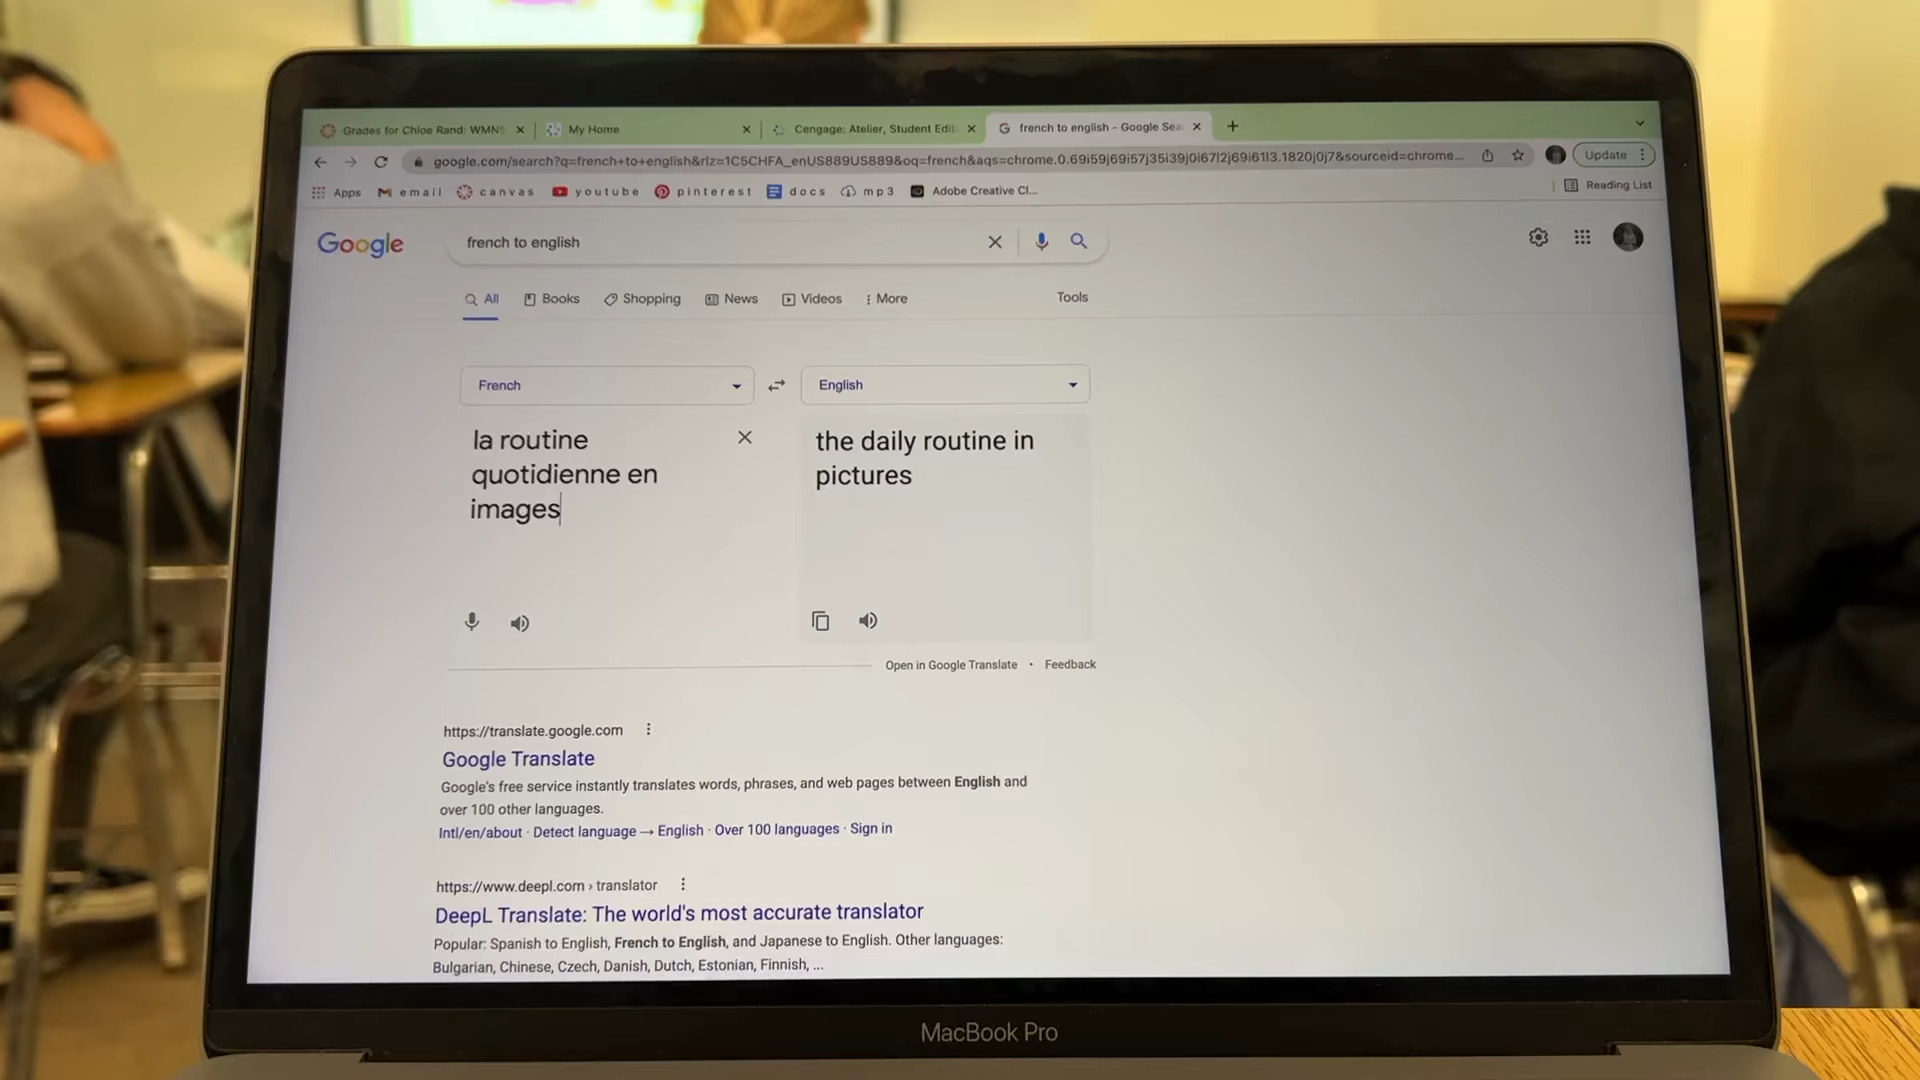 Grades for Chloe Rand: WMNS
My Home
Cengage: Atelier, Student Edit
french to english - Google Sea
google.com/search?q=french+to+english&rlz=1C5CHFA_enUS889US889&oq=french&aqs=chrome.0.69i59j69i57j35i39j0i67l2j69i61l3.1820j0j7&sourceid=chrome...
Update
Apps
email
canvas
youtube
pinterest
docs
mp3
Adobe Creative Cl...
Reading List
Google
french to english
All
Books
Shopping
News
Videos
More
Tools
French
English
la routine
quotidienne en
images
the daily routine in
pictures
Open in Google Translate • Feedback
https://translate.google.com
Google Translate
Google's free service instantly translates words, phrases, and web pages between English and
over 100 other languages.
Intl/en/about · Detect language → English · Over 100 languages · Sign in
https://www.deepl.com › translator
DeepL Translate: The world's most accurate translator
Popular: Spanish to English, French to English, and Japanese to English. Other languages:
Bulgarian, Chinese, Czech, Danish, Dutch, Estonian, Finnish, ...
MacBook Pro